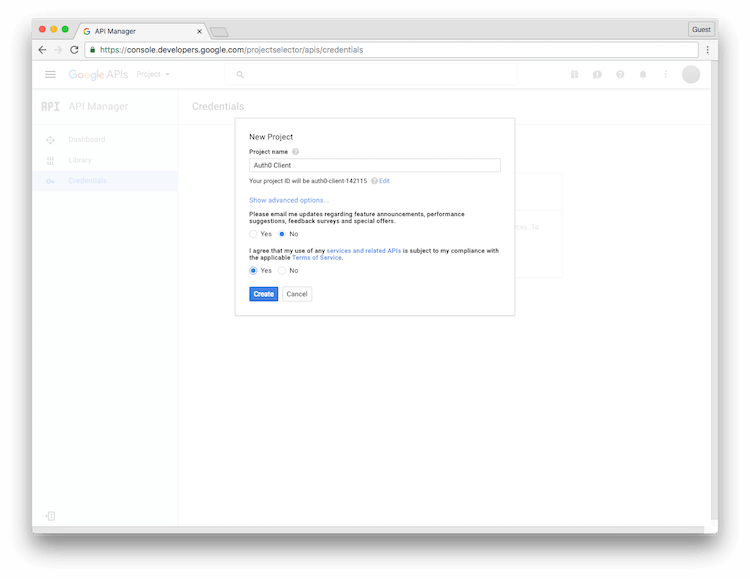 API Manager
Guest
https://console.developers.google.com/projectselector/apis/credentials
Google APIs Project
API API Manager Credentials
Dashboard
Library
Credentials
New Project
Project name
Auth0 Client
Your project ID will be auth0-client-142115 Edit
Show advanced options...
Please email me updates regarding feature announcements, performance
suggestions, feedback surveys and special offers.
Yes No
I agree that my use of any services and related APIs is subject to my compliance with
the applicable Terms of Service.
Yes No
Create Cancel
To